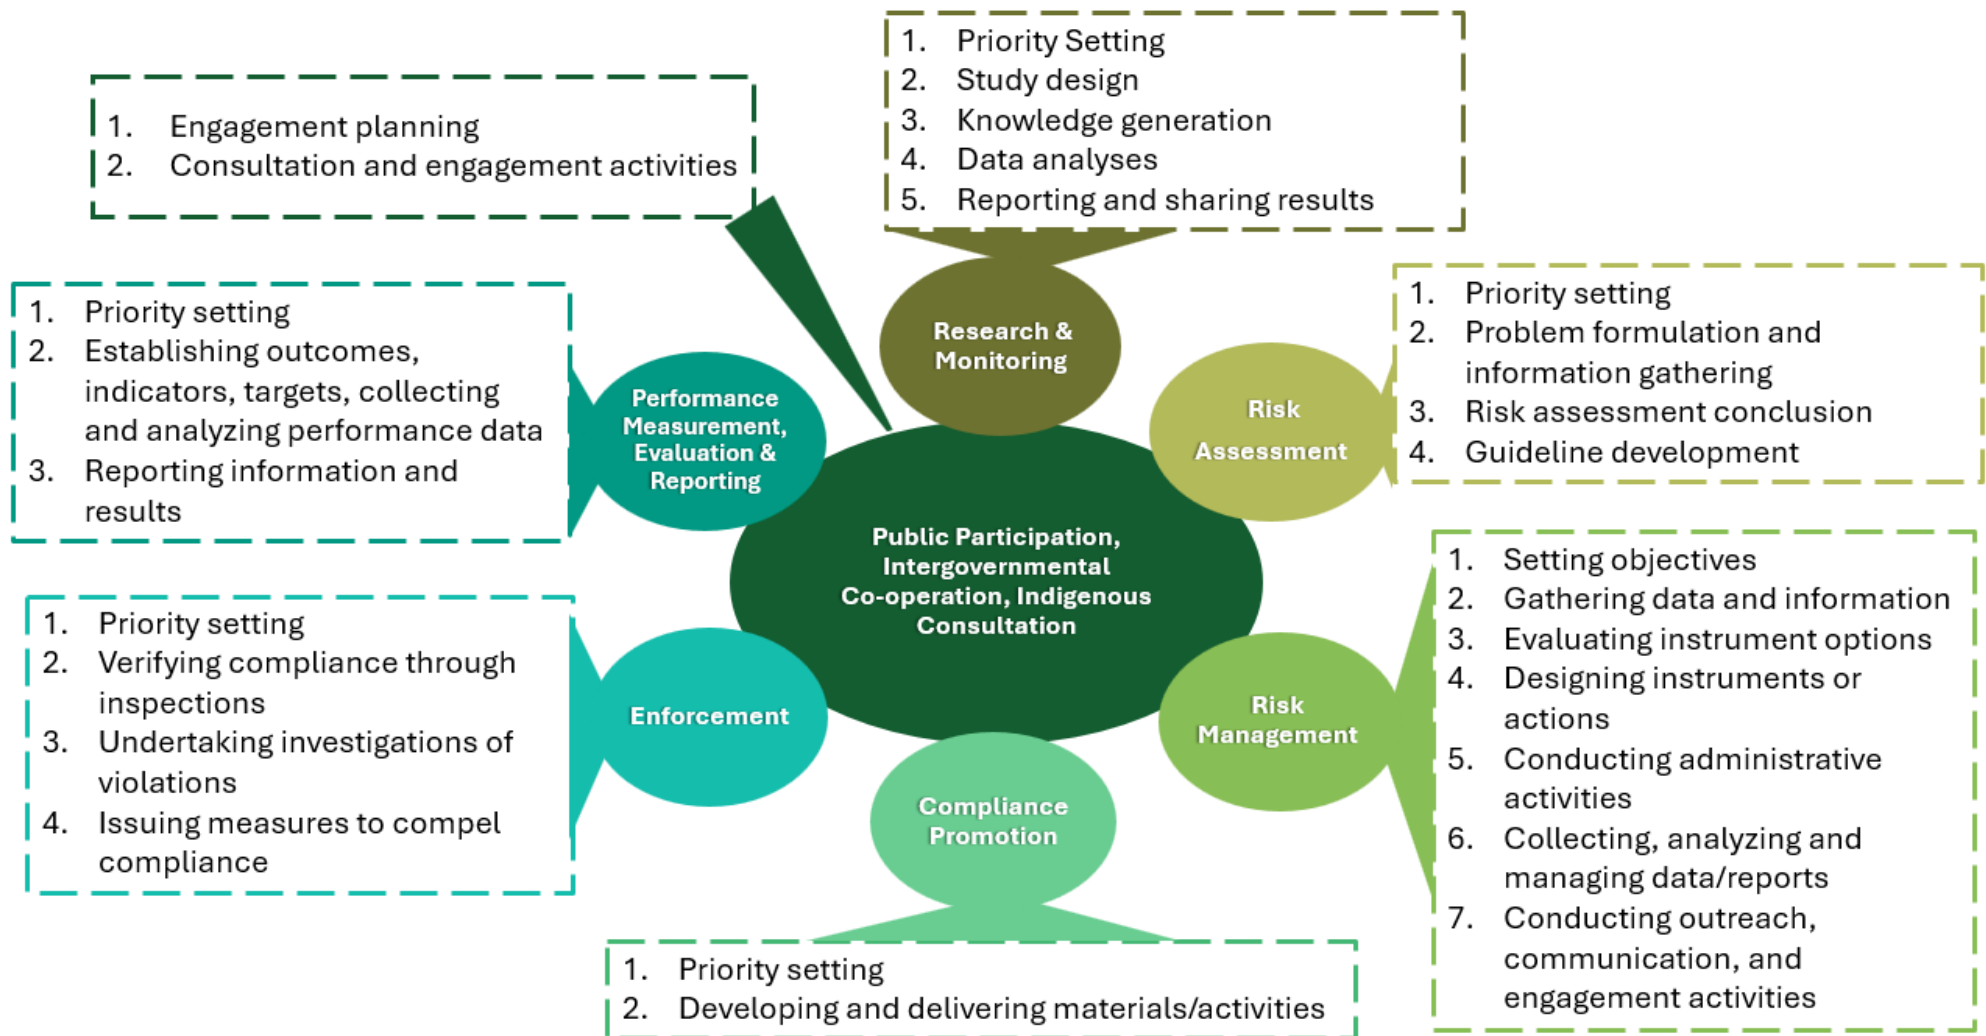 1. Engagement planning
2. Consultation and engagement activities
1. Priority Setting
2. Study design
3. Knowledge generation
4. Data analyses
5. Reporting and sharing results
Research &
Monitoring
1. Priority setting
2. Problem formulation and
information gathering
3. Risk assessment conclusion
4. Guideline development
Risk
Assessment
1. Priority setting
2. Establishing outcomes,
indicators, targets, collecting
and analyzing performance data
3. Reporting information and
results
Performance
Measurement,
Evaluation &
Reporting
Public Participation,
Intergovernmental
Co-operation, Indigenous
Consultation
1. Priority setting
2. Verifying compliance through
inspections
3. Undertaking investigations of
violations
4. Issuing measures to compel
compliance
Enforcement
Risk
Management
1. Setting objectives
2. Gathering data and information
3. Evaluating instrument options
4. Designing instruments or
actions
5. Conducting administrative
activities
6. Collecting, analyzing and
managing data/reports
7. Conducting outreach,
communication, and
engagement activities
Compliance
Promotion
1. Priority setting
2. Developing and delivering materials/activities